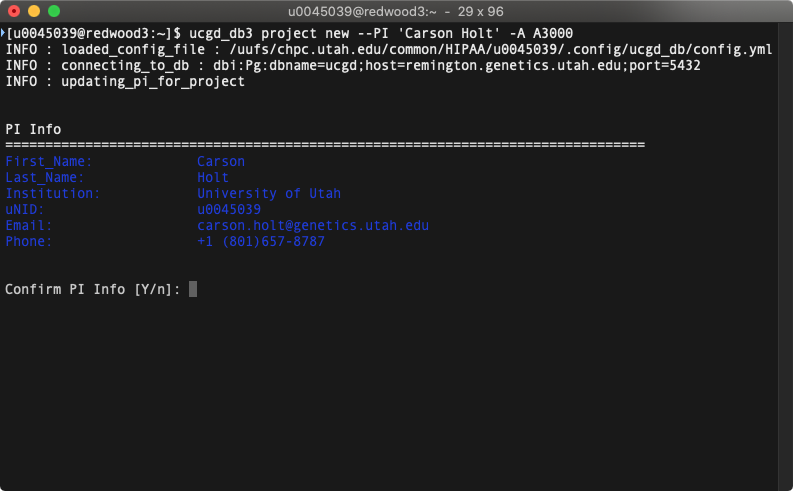 u0045039@redwood3:~ - 29 x 96
[u0045039@redwood3:~]$ ucgd_db3 project new --PI 'Carson Holt' -A A3000
INFO : loaded_config_file : /uufs/chpc.utah.edu/common/HIPAA/u0045039/.config/ucgd_db/config.yml
INFO : connecting_to_db : dbi:Pg:dbname=ucgd;host=remington.genetics.utah.edu;port=5432
INFO : updating_pi_for_project
PI Info
================================================================================
First_Name: Carson
Last_Name: Holt
Institution: University of Utah
uNID: u0045039
Email: carson.holt@genetics.utah.edu
Phone: +1 (801)657-8787
Confirm PI Info [Y/n]: